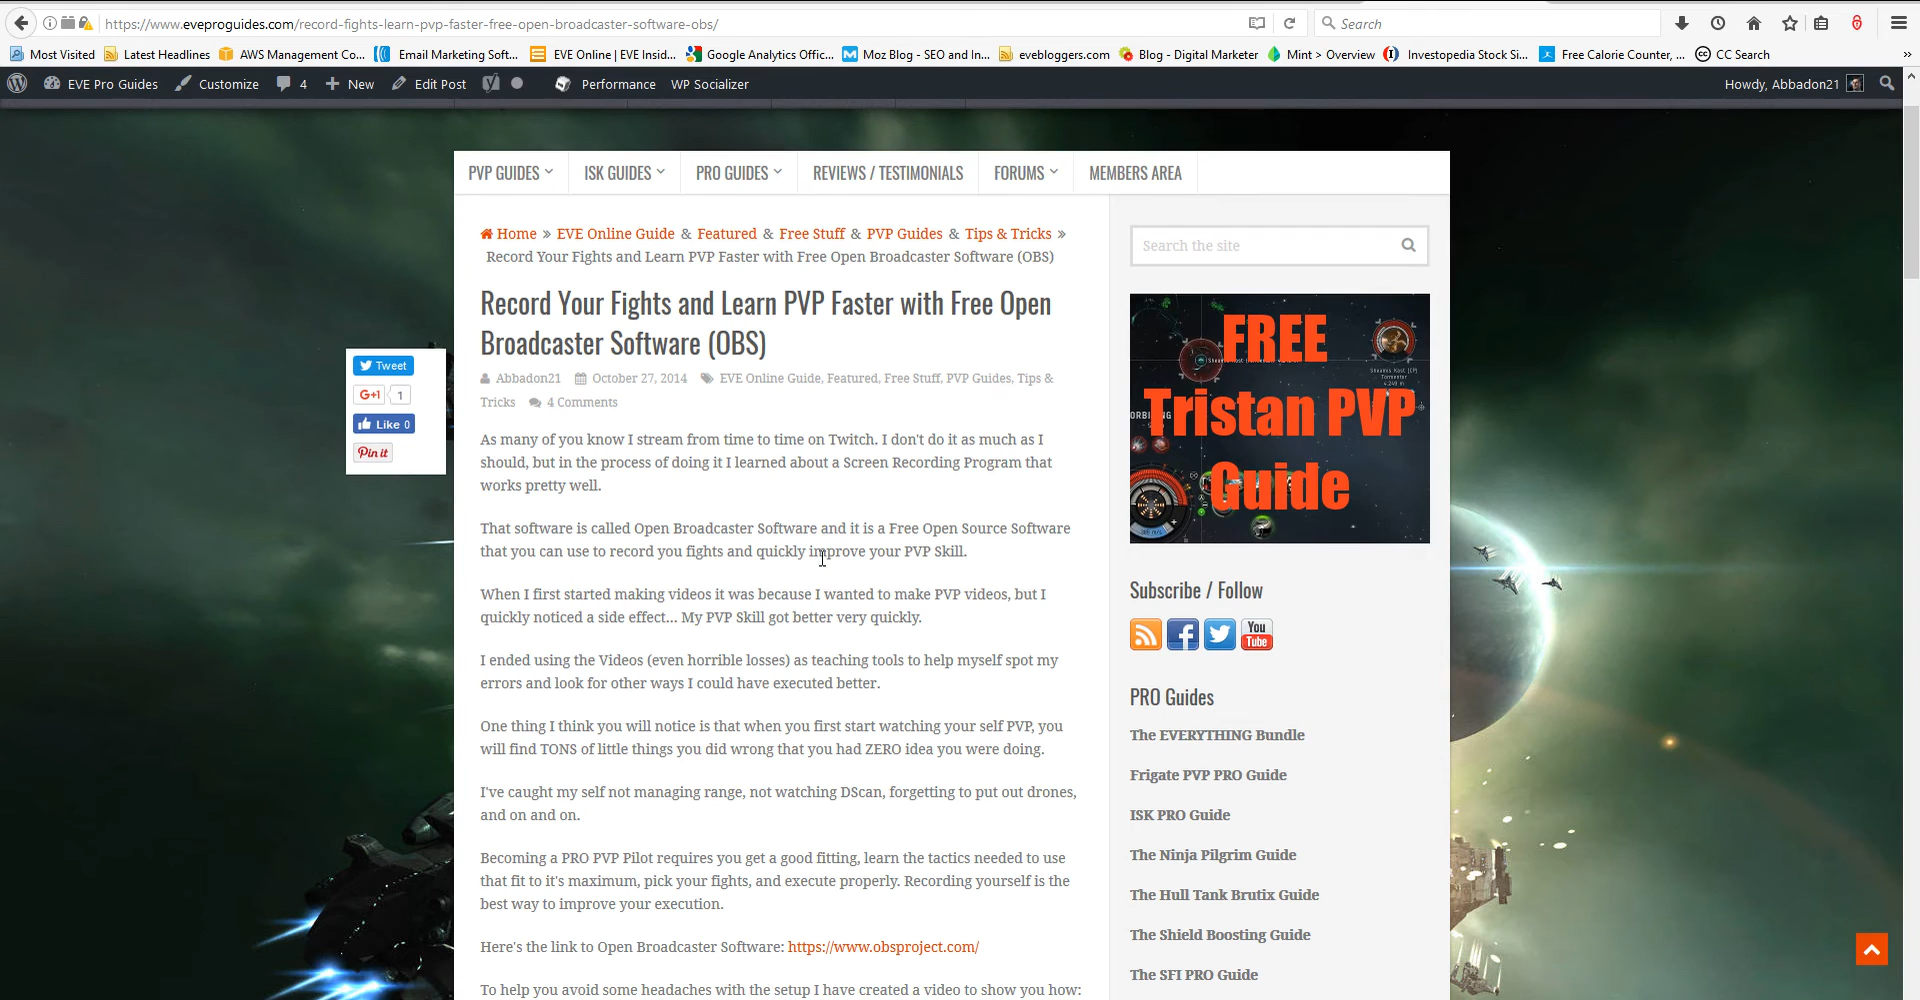 https://www.eveproguides.com/record-fights-learn-pvp-faster-free-open-broadcaster-software-obs/
Search
Most Visited
Latest Headlines
AWS Management Co...
Email Marketing Soft...
EVE Online | EVE Insid...
Google Analytics Offic...
Moz Blog - SEO and In...
evebloggers.com
Blog - Digital Marketer
Mint > Overview
Investopedia Stock Si...
Free Calorie Counter, ...
CC Search
EVE Pro Guides
Customize
4
New
Edit Post
Performance
WP Socializer
Howdy, Abbadon21
PVP GUIDES
ISK GUIDES
PRO GUIDES
REVIEWS / TESTIMONIALS
FORUMS
MEMBERS AREA
Home » EVE Online Guide & Featured & Free Stuff & PVP Guides & Tips & Tricks »
Record Your Fights and Learn PVP Faster with Free Open Broadcaster Software (OBS)
Record Your Fights and Learn PVP Faster with Free Open
Broadcaster Software (OBS)
Abbadon21 October 27, 2014 EVE Online Guide, Featured, Free Stuff, PVP Guides, Tips &
Tricks 4 Comments
Tweet
G+1 1
Like 0
Pin it
As many of you know I stream from time to time on Twitch. I don't do it as much as I
should, but in the process of doing it I learned about a Screen Recording Program that
works pretty well.
That software is called Open Broadcaster Software and it is a Free Open Source Software
that you can use to record you fights and quickly improve your PVP Skill.
When I first started making videos it was because I wanted to make PVP videos, but I
quickly noticed a side effect... My PVP Skill got better very quickly.
I ended using the Videos (even horrible losses) as teaching tools to help myself spot my
errors and look for other ways I could have executed better.
One thing I think you will notice is that when you first start watching your self PVP, you
will find TONS of little things you did wrong that you had ZERO idea you were doing.
I've caught my self not managing range, not watching DScan, forgetting to put out drones,
and on and on.
Becoming a PRO PVP Pilot requires you get a good fitting, learn the tactics needed to use
that fit to it's maximum, pick your fights, and execute properly. Recording yourself is the
best way to improve your execution.
Here's the link to Open Broadcaster Software: https://www.obsproject.com/
To help you avoid some headaches with the setup I have created a video to show you how:
Search the site
FREE
Tristan PVP
Guide
Subscribe / Follow
You
Tube
PRO Guides
The EVERYTHING Bundle
Frigate PVP PRO Guide
ISK PRO Guide
The Ninja Pilgrim Guide
The Hull Tank Brutix Guide
The Shield Boosting Guide
The SFI PRO Guide